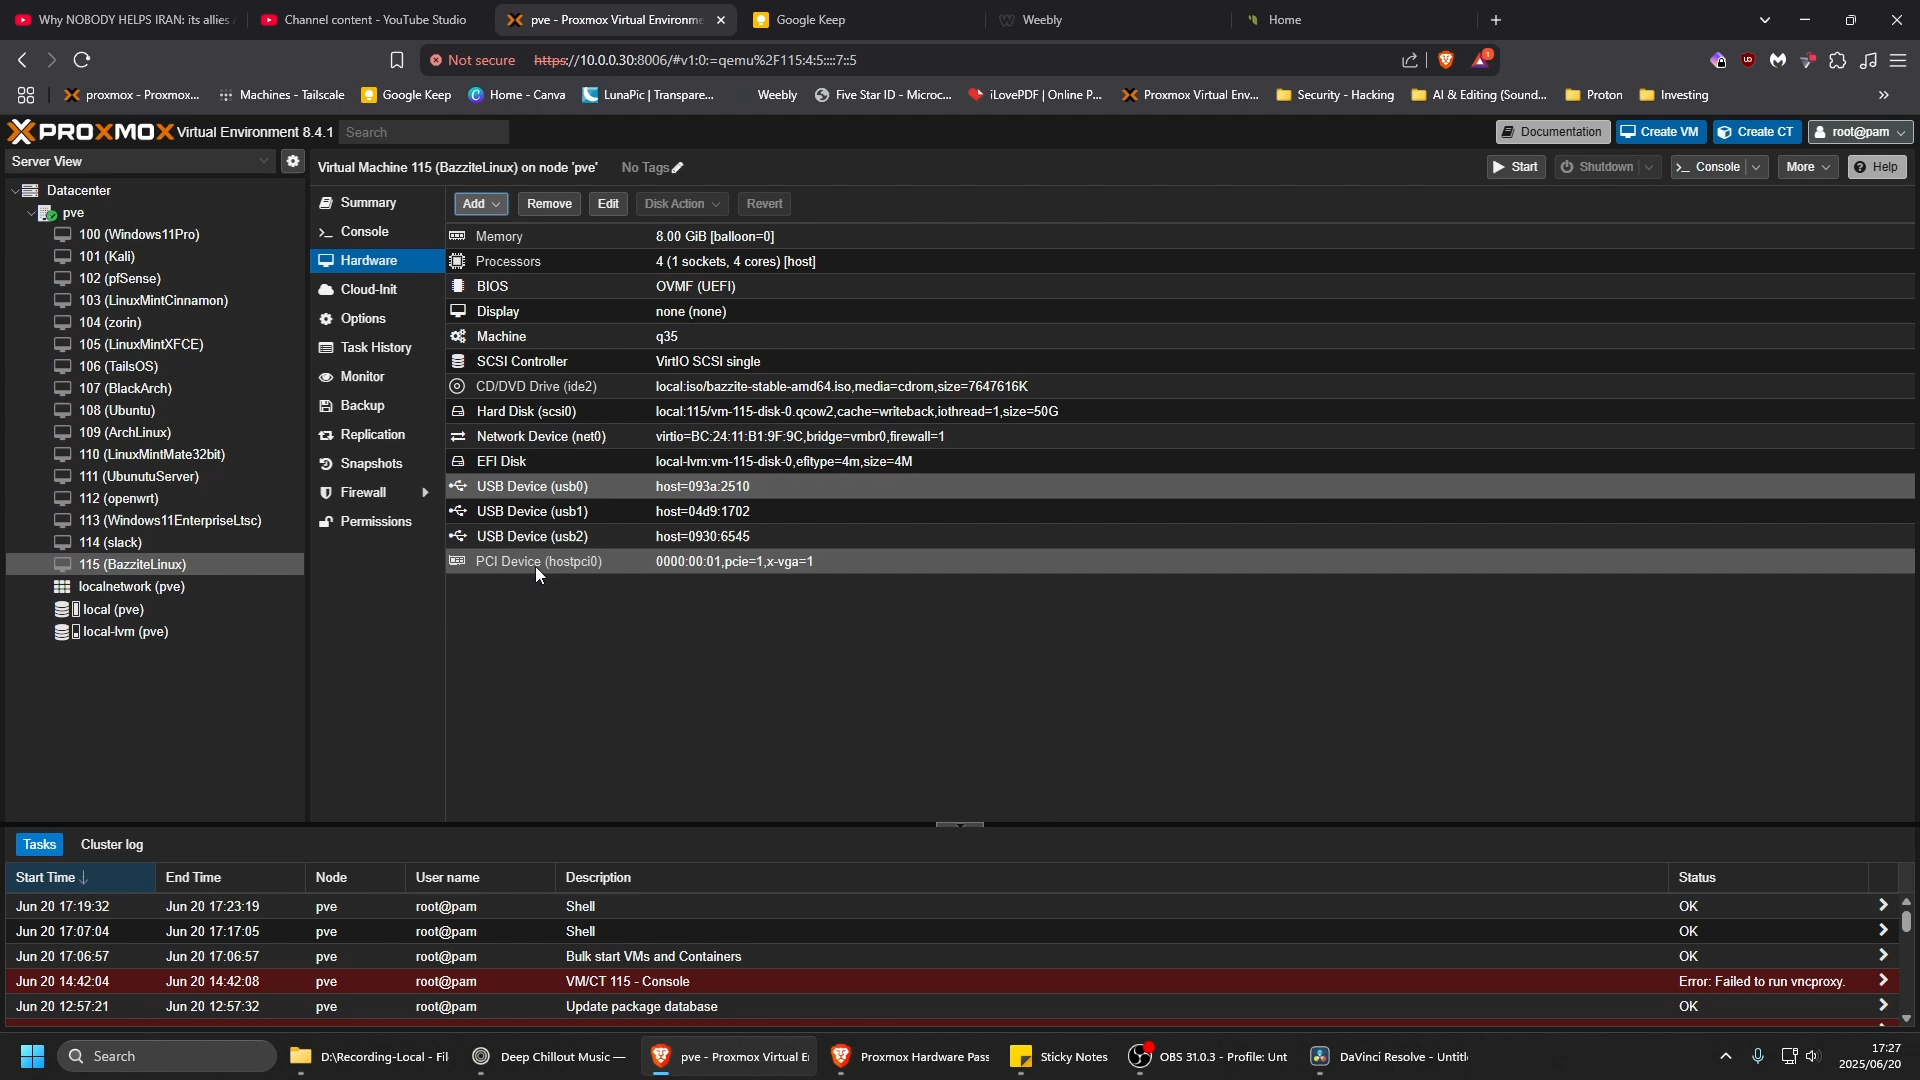 Why NOBODY HELPS IRAN: its allies
Channel content - YouTube Studio
pve - Proxmox Virtual Environme
Google Keep
Weebly
Home
Not secure
https://10.0.0.30:8006/#v1:0:=qemu%2F115:4:5::::7::5
1
proxmox - Proxmox...
Machines - Tailscale
Google Keep
Home - Canva
LunaPic | Transpare...
Weebly
Five Star ID - Microc...
iLovePDF | Online P...
Proxmox Virtual Env...
Security - Hacking
AI & Editing (Sound...
Proton
Investing
PROXMOX Virtual Environment 8.4.1
Search
Documentation
Create VM
Create CT
root@pam
Server View
Virtual Machine 115 (BazziteLinux) on node 'pve'
No Tags
Start
Shutdown
Console
More
Help
Datacenter
pve
100 (Windows11Pro)
101 (Kali)
102 (pfSense)
103 (LinuxMintCinnamon)
104 (zorin)
105 (LinuxMintXFCE)
106 (TailsOS)
107 (BlackArch)
108 (Ubuntu)
109 (ArchLinux)
110 (LinuxMintMate32bit)
111 (UbunutuServer)
112 (openwrt)
113 (Windows11EnterpriseLtsc)
114 (slack)
115 (BazziteLinux)
localnetwork (pve)
local (pve)
local-lvm (pve)
Summary
Console
Hardware
Cloud-Init
Options
Task History
Monitor
Backup
Replication
Snapshots
Firewall
Permissions
Add
Remove
Edit
Disk Action
Revert
Memory 8.00 GiB [balloon=0]
Processors 4 (1 sockets, 4 cores) [host]
BIOS OVMF (UEFI)
Display none (none)
Machine q35
SCSI Controller VirtIO SCSI single
CD/DVD Drive (ide2) local:iso/bazzite-stable-amd64.iso,media=cdrom,size=7647616K
Hard Disk (scsi0) local:115/vm-115-disk-0.qcow2,cache=writeback,iothread=1,size=50G
Network Device (net0) virtio=BC:24:11:B1:9F:9C,bridge=vmbr0,firewall=1
EFI Disk local-lvm:vm-115-disk-0,efitype=4m,size=4M
USB Device (usb0) host=093a:2510
USB Device (usb1) host=04d9:1702
USB Device (usb2) host=0930:6545
PCI Device (hostpci0) 0000:00:01,pcie=1,x-vga=1
Tasks
Cluster log
Start Time End Time Node User name Description Status
Jun 20 17:19:32 Jun 20 17:23:19 pve root@pam Shell OK
Jun 20 17:07:04 Jun 20 17:17:05 pve root@pam Shell OK
Jun 20 17:06:57 Jun 20 17:06:57 pve root@pam Bulk start VMs and Containers OK
Jun 20 14:42:04 Jun 20 14:42:08 pve root@pam VM/CT 115 - Console Error: Failed to run vncproxy.
Jun 20 12:57:21 Jun 20 12:57:32 pve root@pam Update package database OK
Search
D:\Recording-Local - Fil
Deep Chillout Music —
pve - Proxmox Virtual E
Proxmox Hardware Pass
Sticky Notes
OBS 31.0.3 - Profile: Unt
DaVinci Resolve - Untitl
17:27
2025/06/20